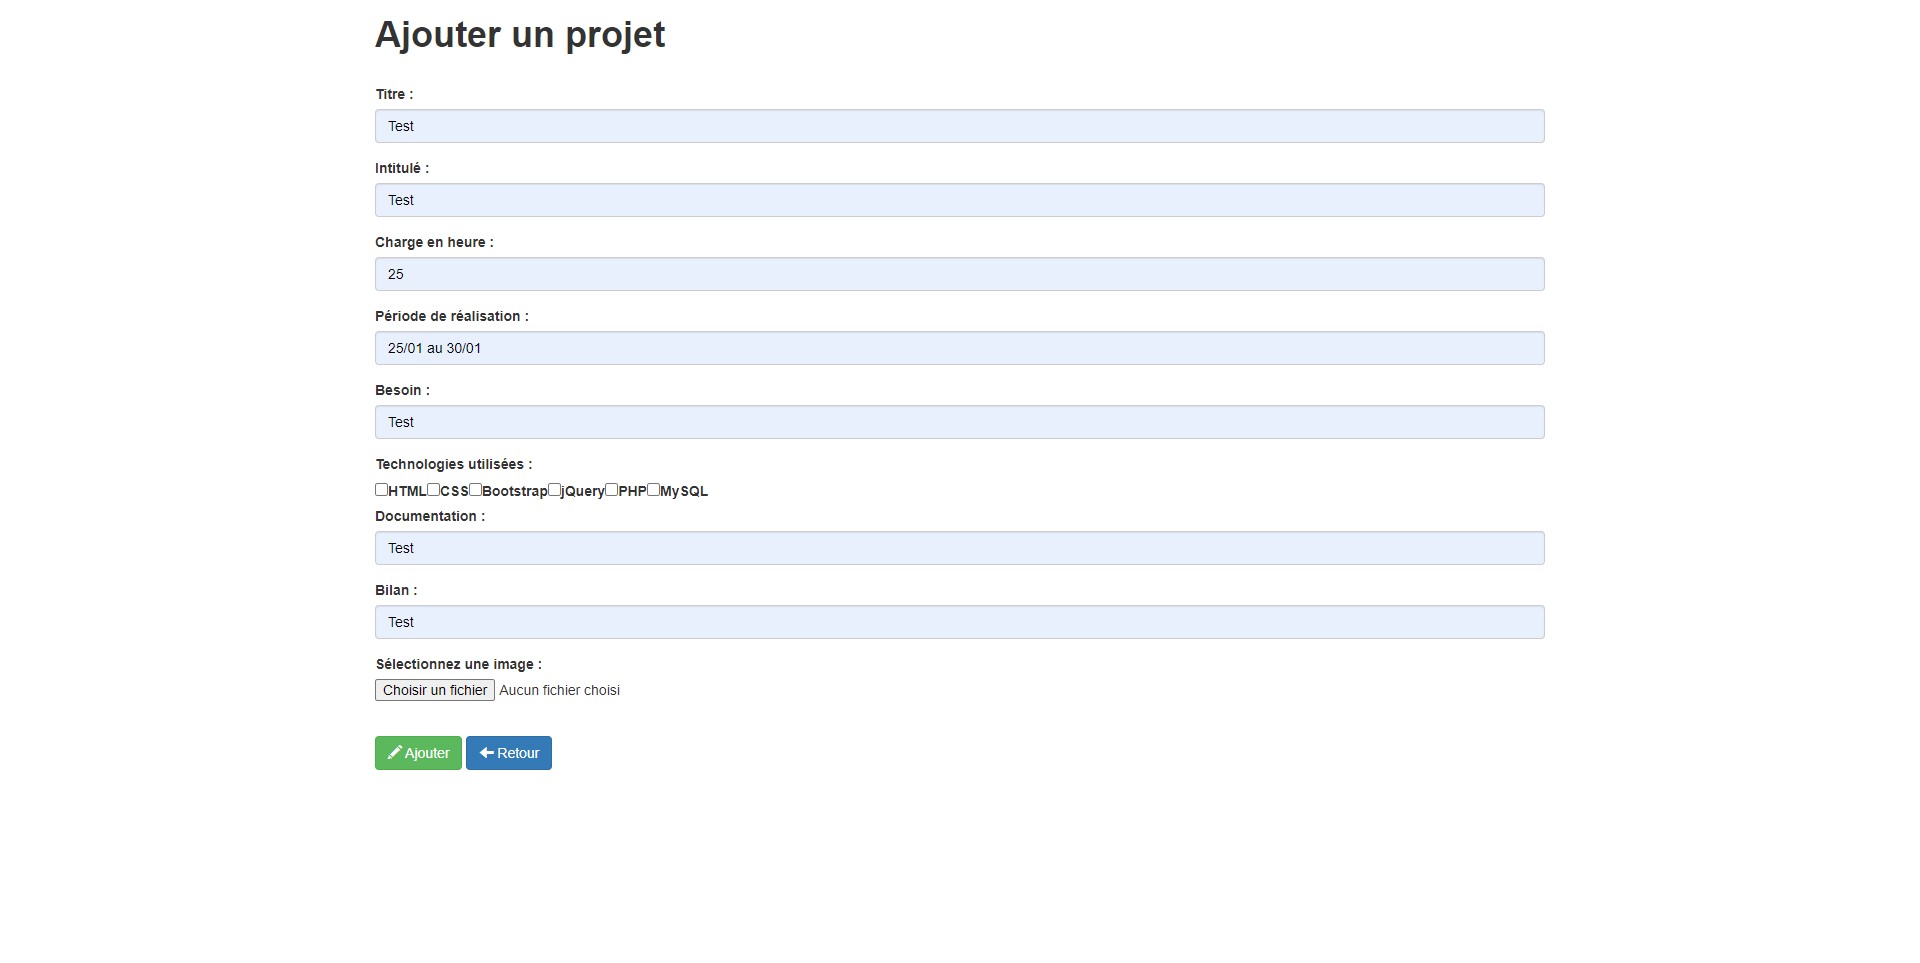 Ajouter un projet
Titre :
Test
Intitulé :
Test
Charge en heure :
25
Période de réalisation :
25/01 au 30/01
Besoin :
Test
Technologies utilisées :
HTML CSS Bootstrap jQuery PHP MySQL
Documentation :
Test
Bilan :
Test
Sélectionnez une image :
Choisir un fichier Aucun fichier choisi
Ajouter Retour